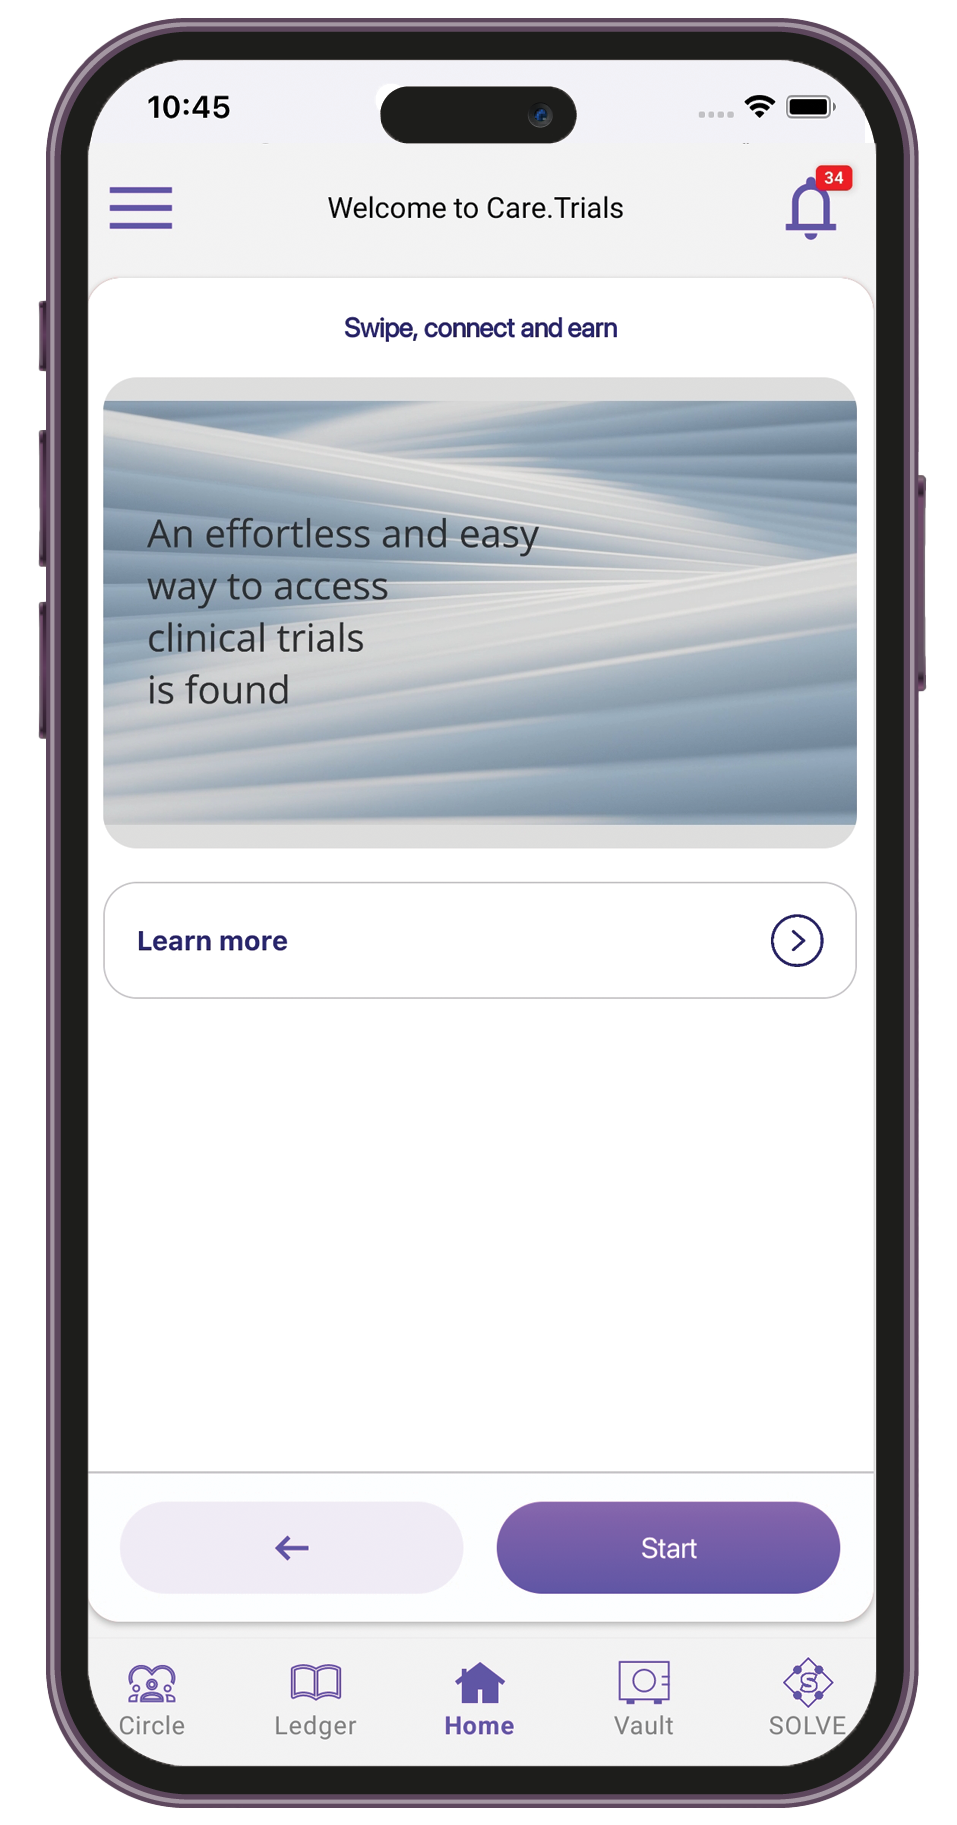 10:45
34
Welcome to Care.Trials
Swipe, connect and earn
An effortless and easy
way to access
clinical trials
is found
Learn more
Start
Circle
Ledger
Home
Vault
SOLVE